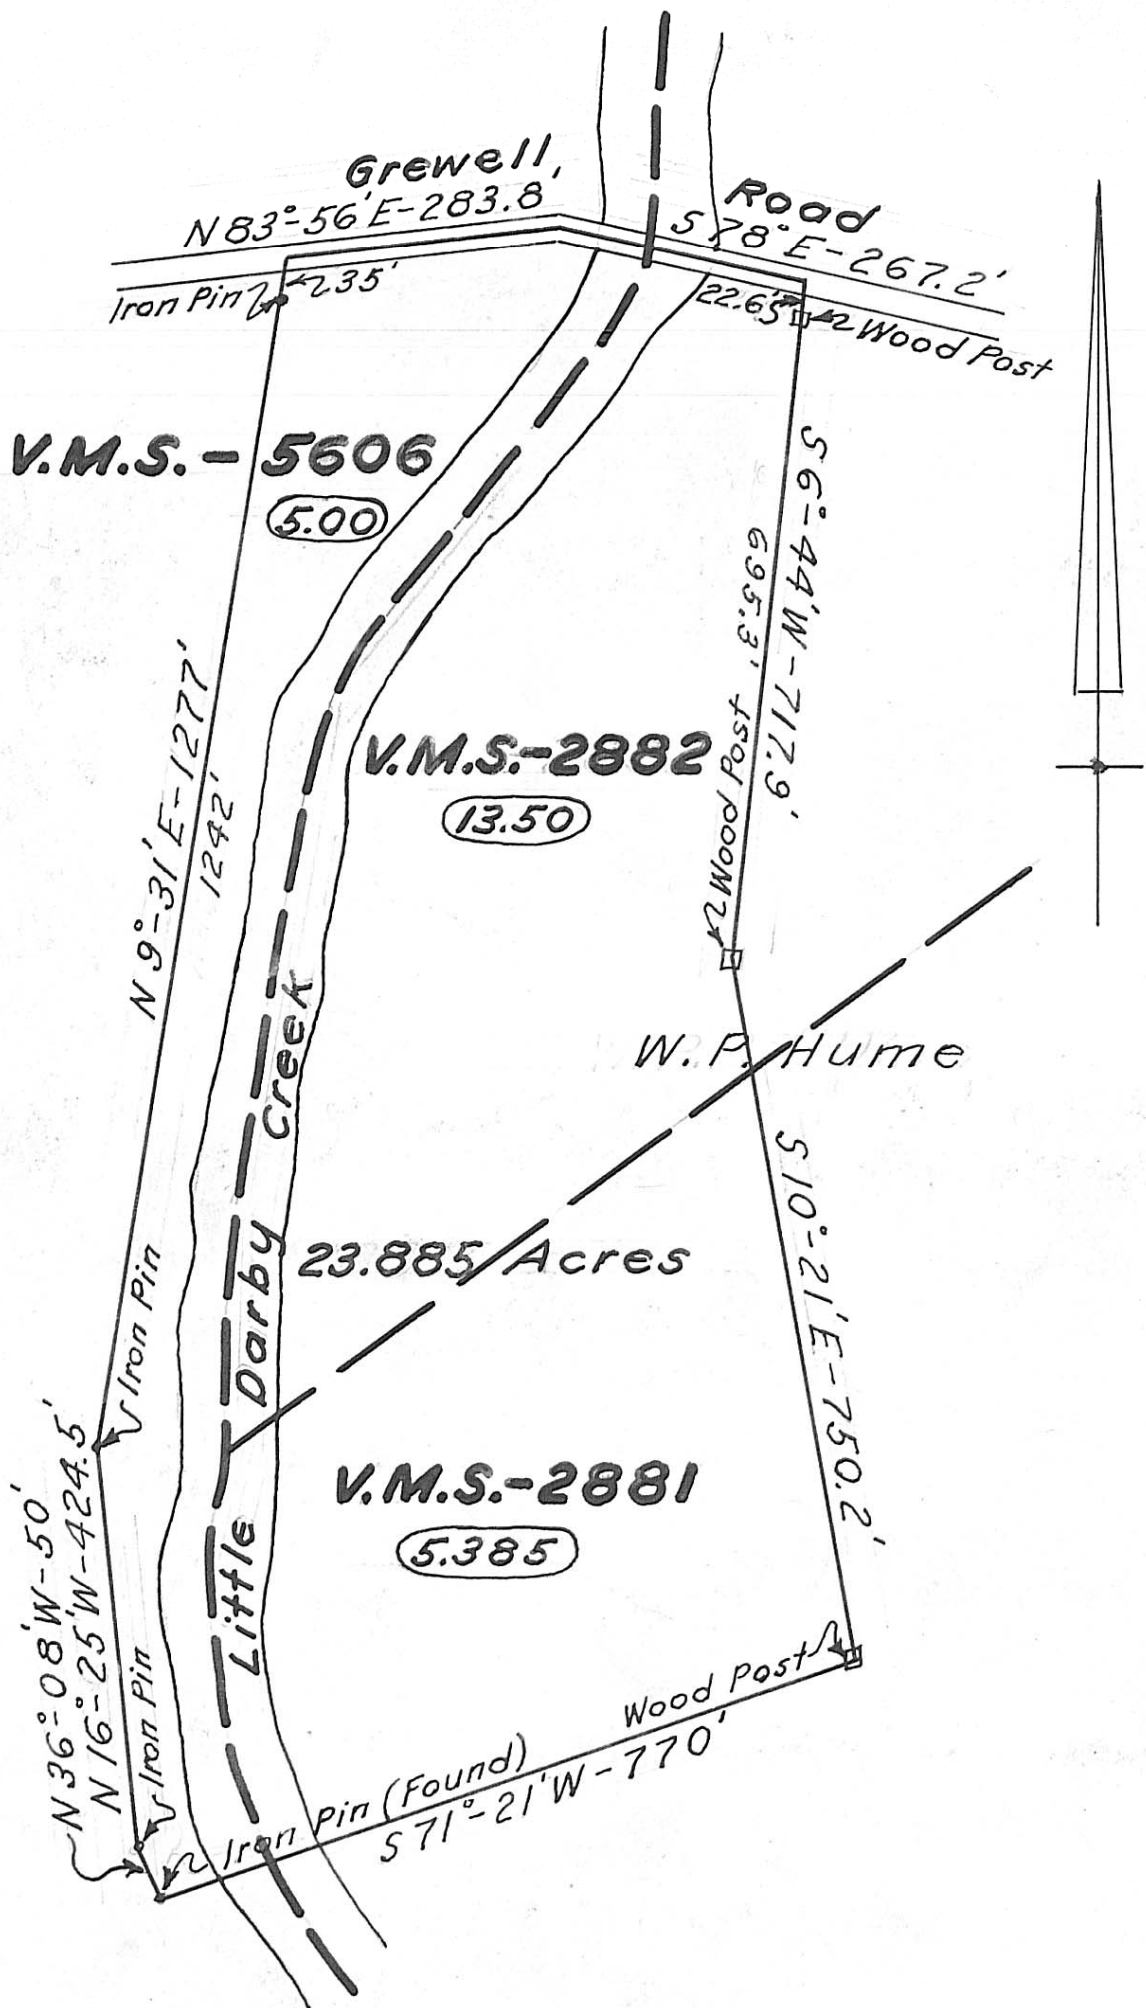 Grewell,
N 83°-56' E-283.8'
Road
S 78° E-267.2'
Iron Pin
35'
22.65'
Wood Post
V.M.S.- 5606
5.00
S 6°-44' W-717.9'
695.3'
Wood Post
N 9°-31' E-1277'
1242'
V.M.S.-2882
13.50
W. P. Hume
23.885 Acres
Little Darby Creek
S 10°-21' E-750.2'
Iron Pin
V.M.S.-2881
5.385
N 36°-08' W-50'
N 16°-25' W-424.5'
Iron Pin
Wood Post
Iron Pin (Found)
S 71°-21' W-770'